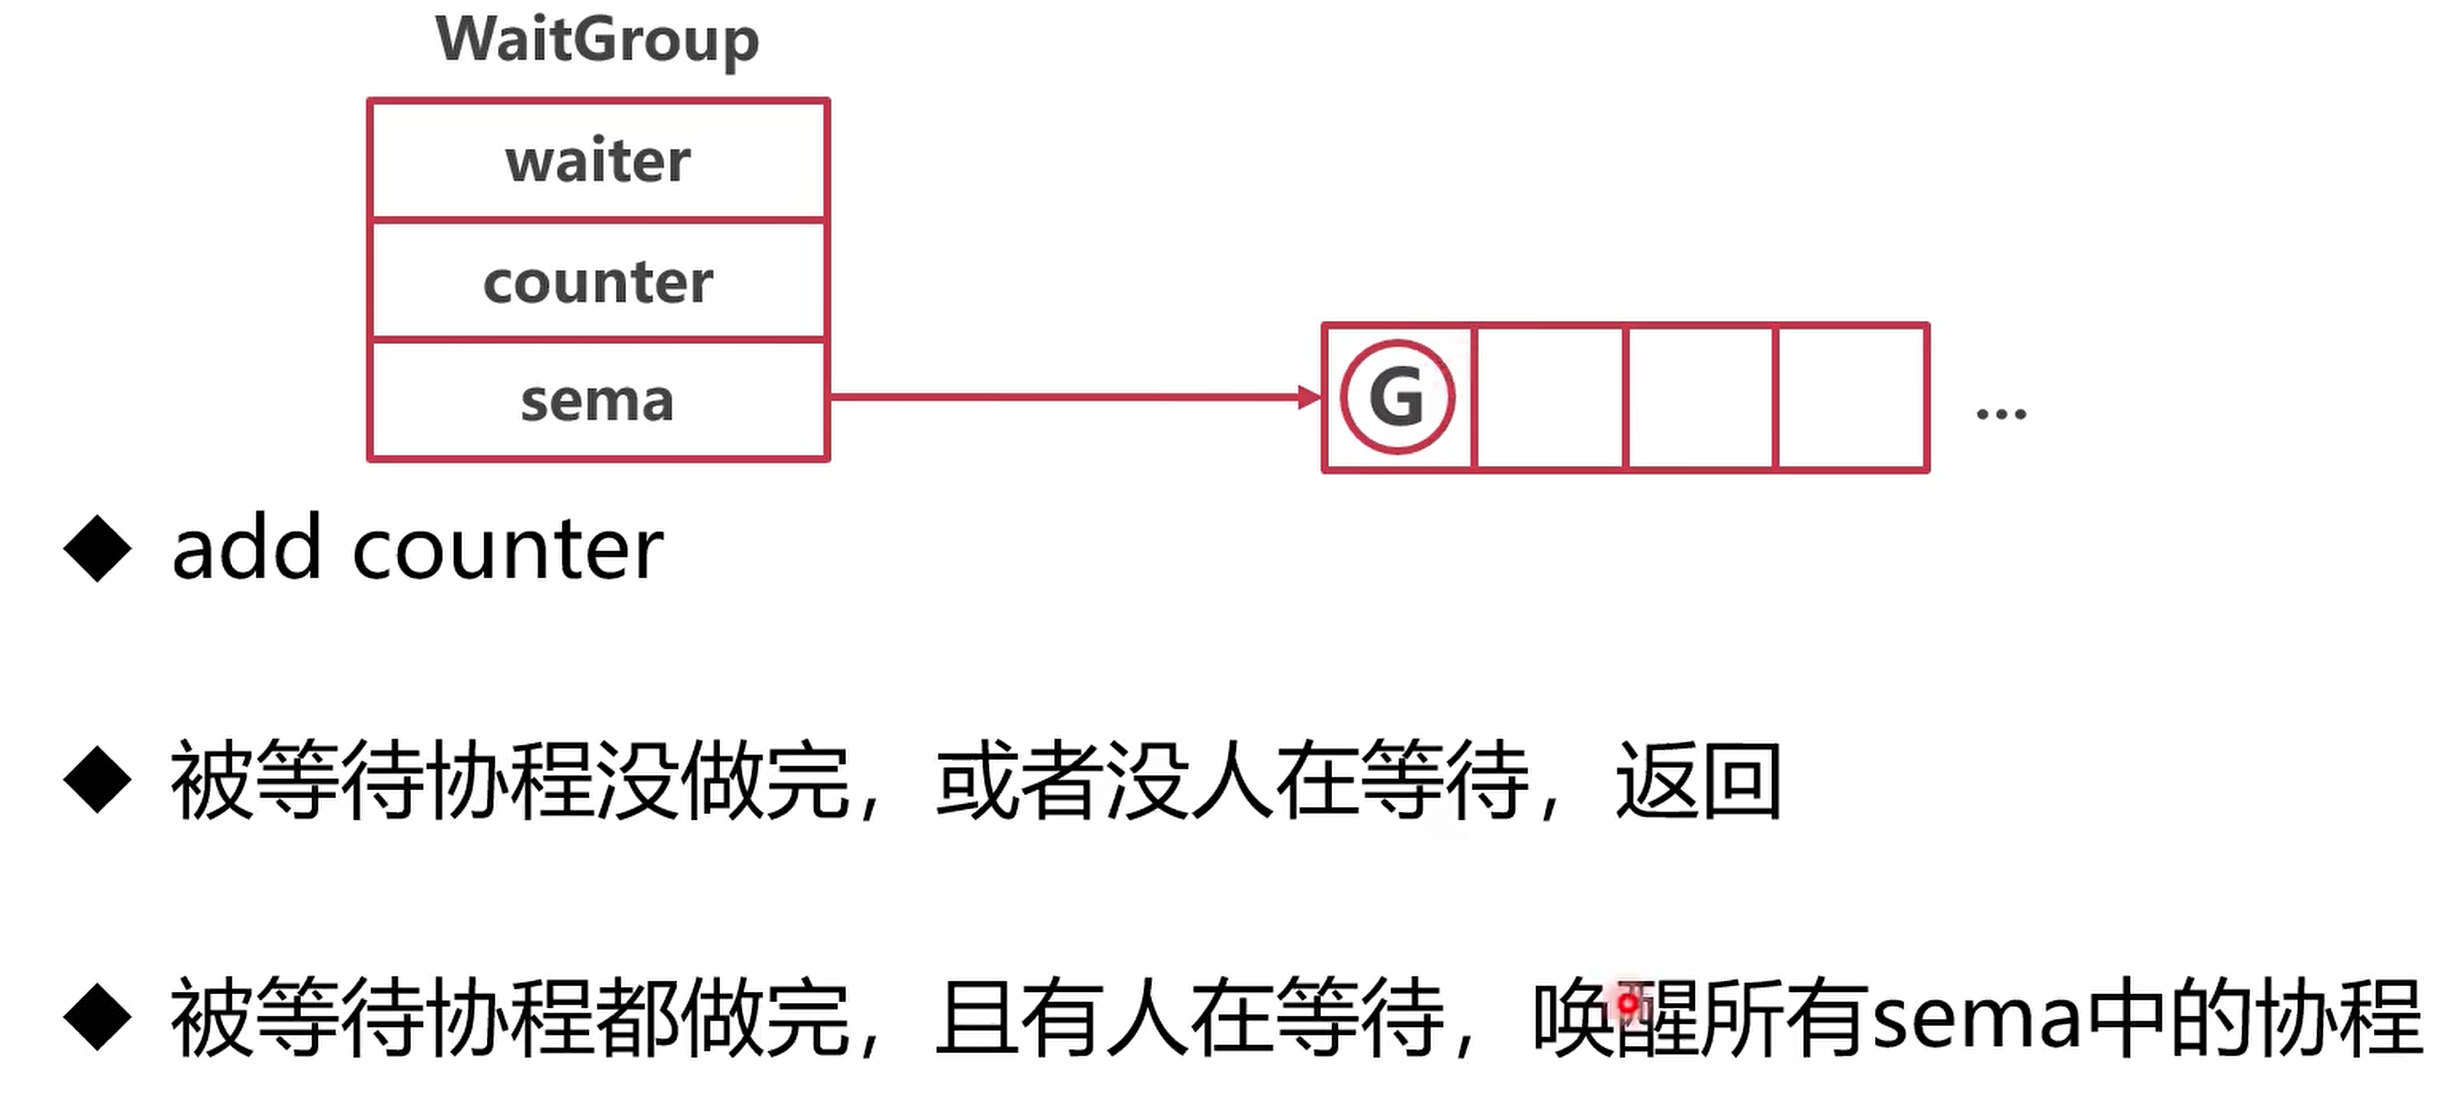 WaitGroup
waiter
counter
sema
G
...
◆ add counter
◆ 被等待协程没做完，或者没人在等待，返回
◆ 被等待协程都做完，且有人在等待，唤醒所有sema中的协程